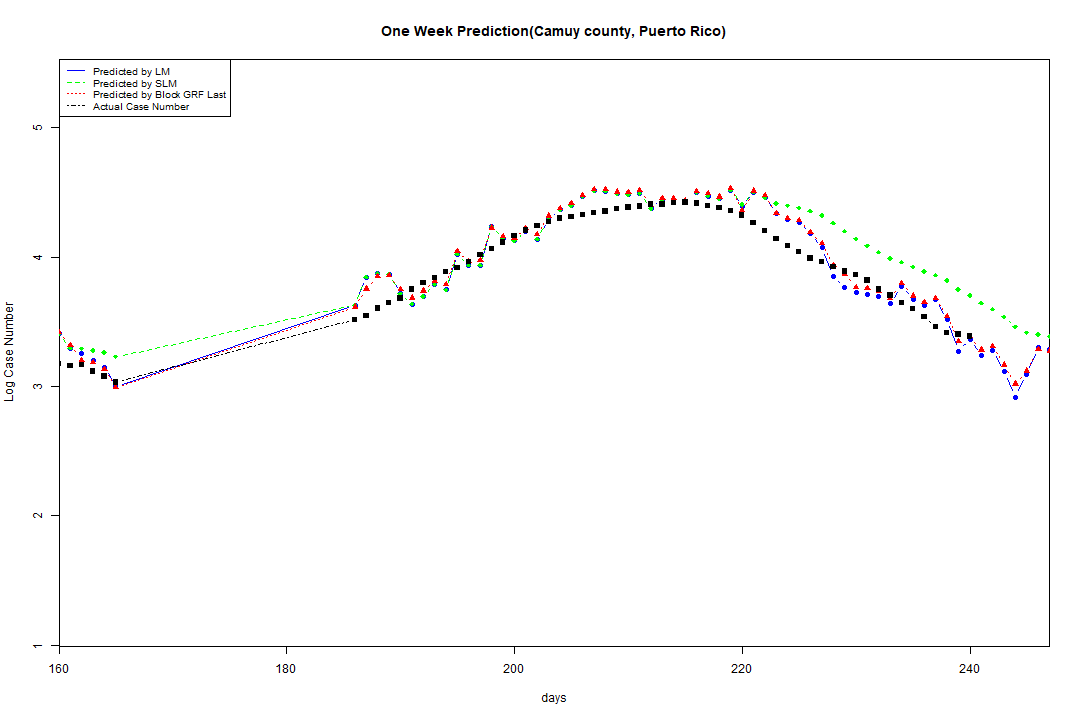 One Week Prediction(Camuy county, Puerto Rico)
Predicted by LM
Predicted by SLM
Predicted by Block GRF Last
Actual Case Number
5
4
3
2
1
Log Case Number
160 180 200 220 240
days